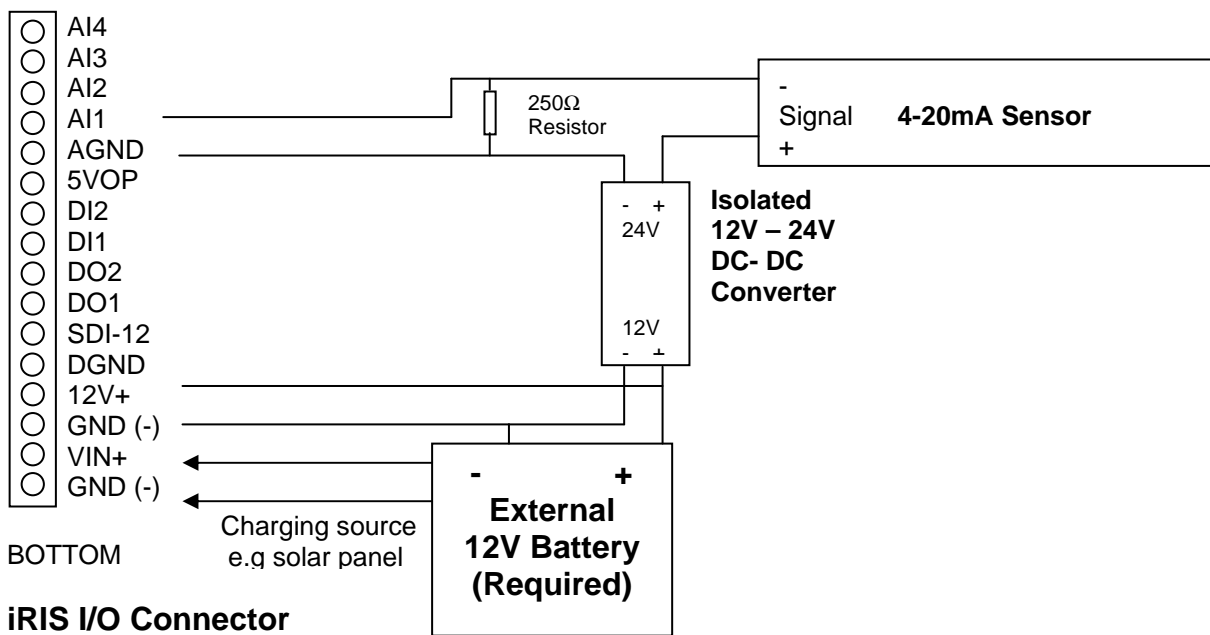 AI4
AI3
AI2
AI1
AGND
5VOP
DI2
DI1
DO2
DO1
SDI-12
DGND
12V+
GND (-)
VIN+
GND (-)
BOTTOM
iRIS I/O Connector
250Ω
Resistor
-
Signal 4-20mA Sensor
+
- +
24V
12V
- +
Isolated
12V – 24V
DC- DC
Converter
Charging source
e.g solar panel
- +
External
12V Battery
(Required)